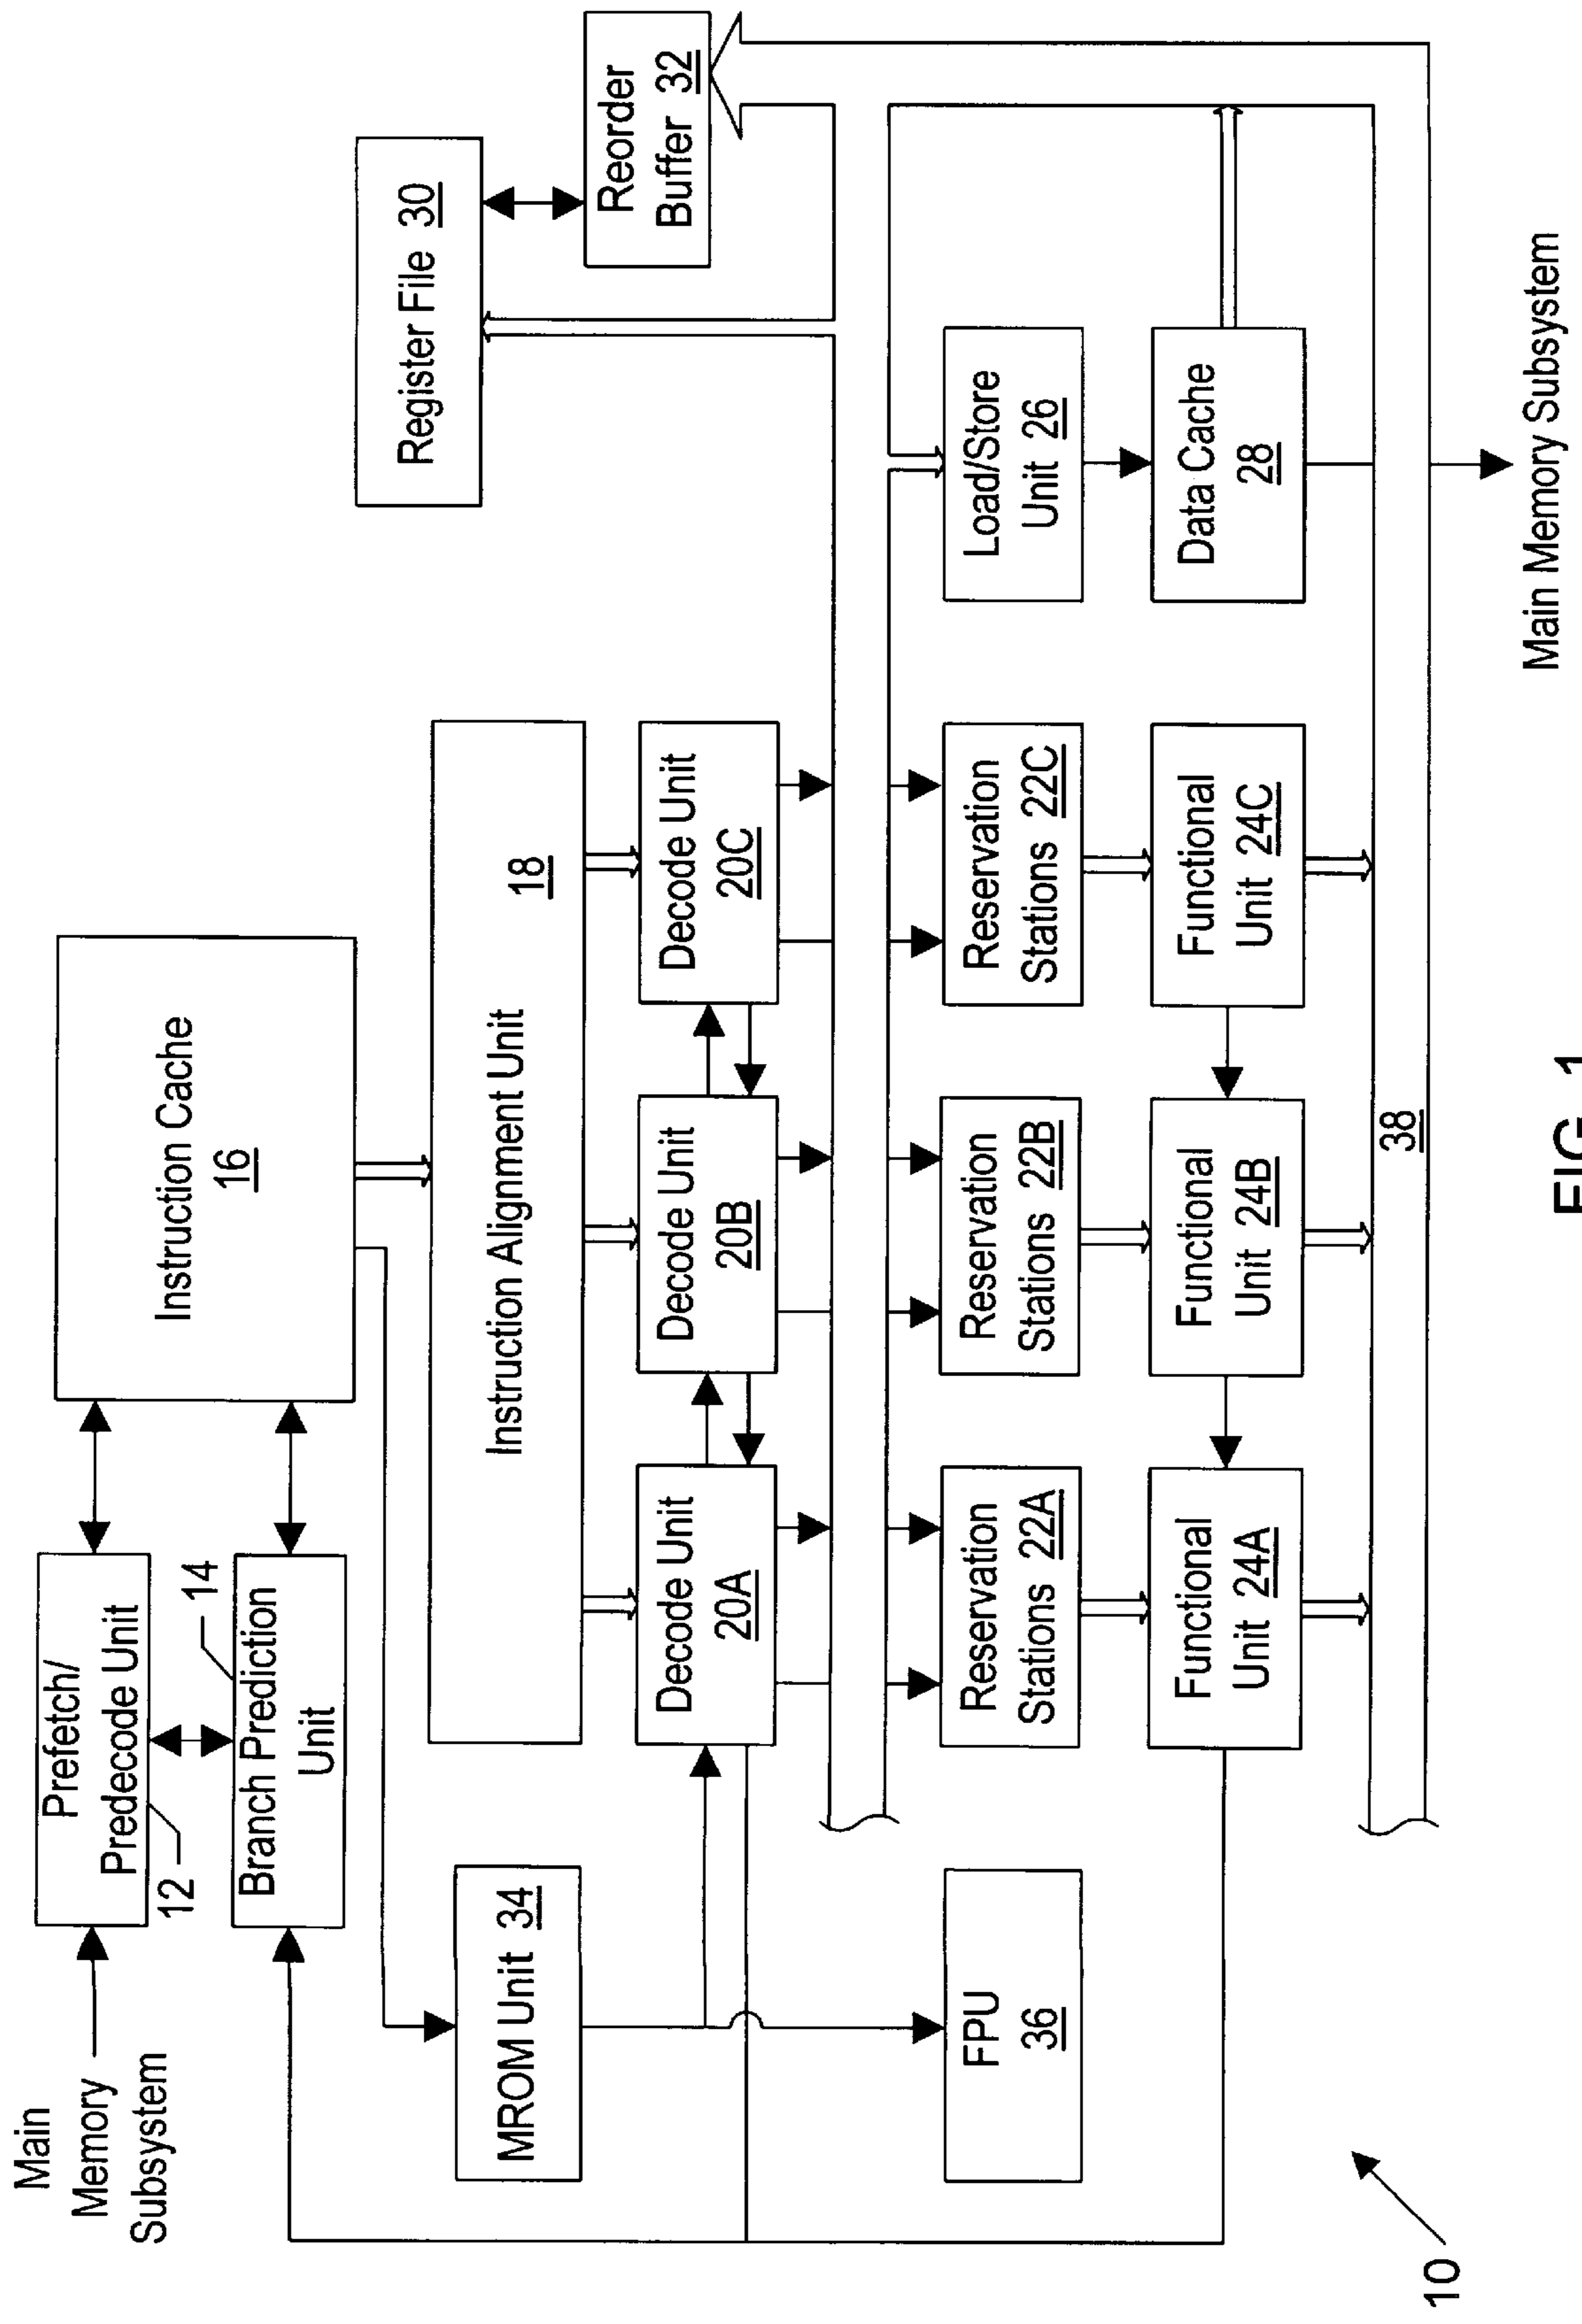 Main
Memory
Subsystem
Prefetch/
Predecode Unit
12
14
Branch Prediction
Unit
Instruction Cache
16
Register File 30
Reorder
Buffer 32
MROM Unit 34
Instruction Alignment Unit
18
Decode Unit
20A
Decode Unit
20B
Decode Unit
20C
FPU
36
Reservation
Stations 22A
Reservation
Stations 22B
Reservation
Stations 22C
Load/Store
Unit 26
Functional
Unit 24A
Functional
Unit 24B
Functional
Unit 24C
Data Cache
28
38
Main Memory Subsystem
10
FIG. 1